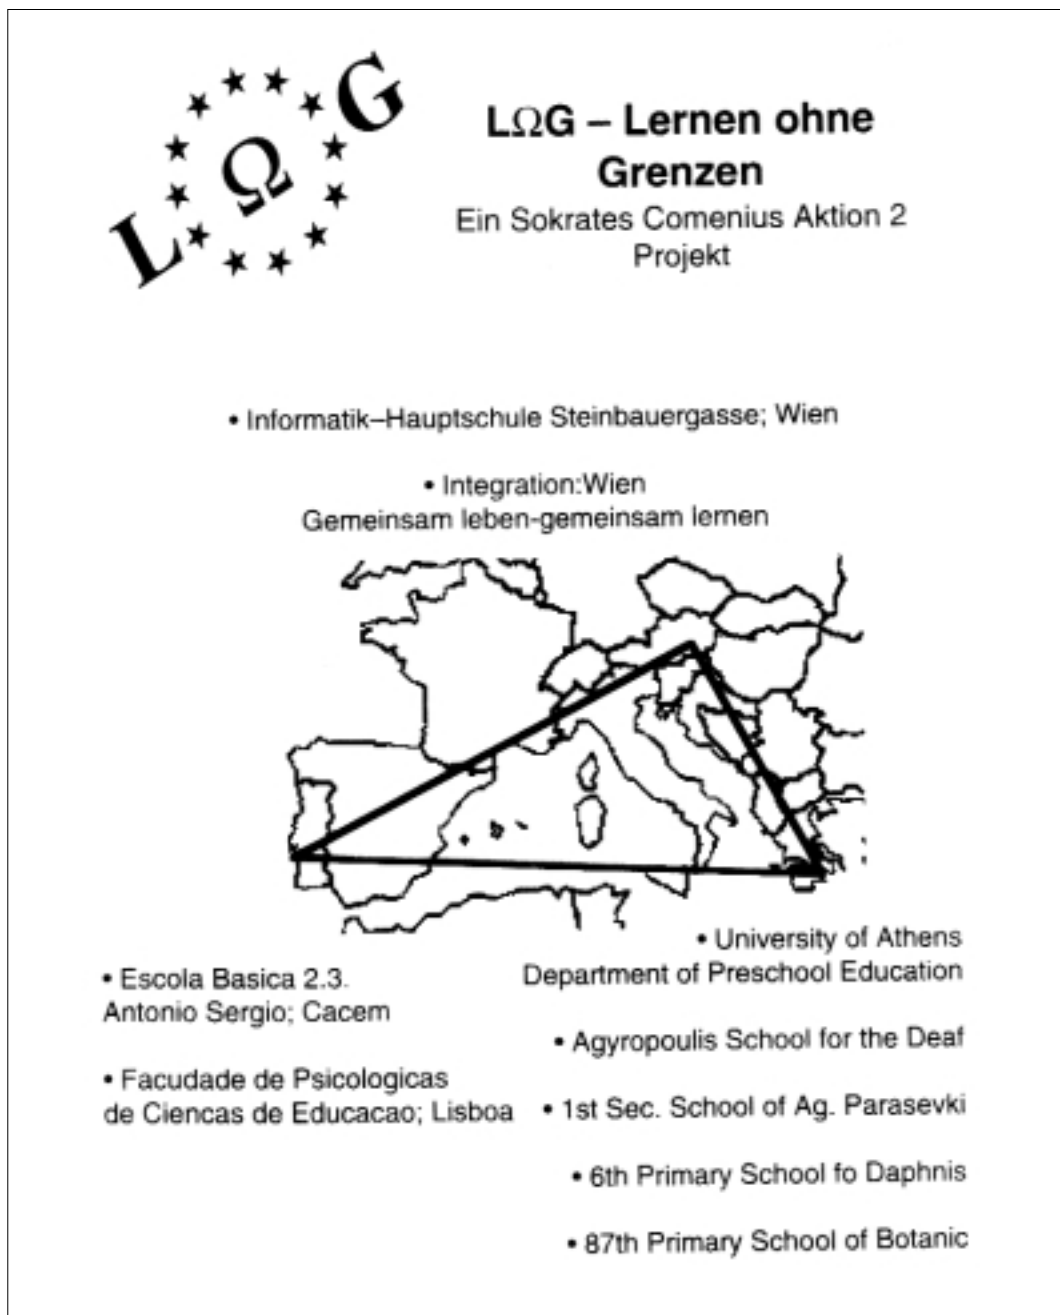 L Ω G
LΩG – Lernen ohne
Grenzen
Ein Sokrates Comenius Aktion 2
Projekt
• Informatik–Hauptschule Steinbauergasse; Wien
• Integration:Wien
Gemeinsam leben-gemeinsam lernen
• Escola Basica 2.3.
Antonio Sergio; Cacem
• Facudade de Psicologicas
de Ciencas de Educacao; Lisboa
• University of Athens
Department of Preschool Education
• Agyropoulis School for the Deaf
• 1st Sec. School of Ag. Parasevki
• 6th Primary School fo Daphnis
• 87th Primary School of Botanic